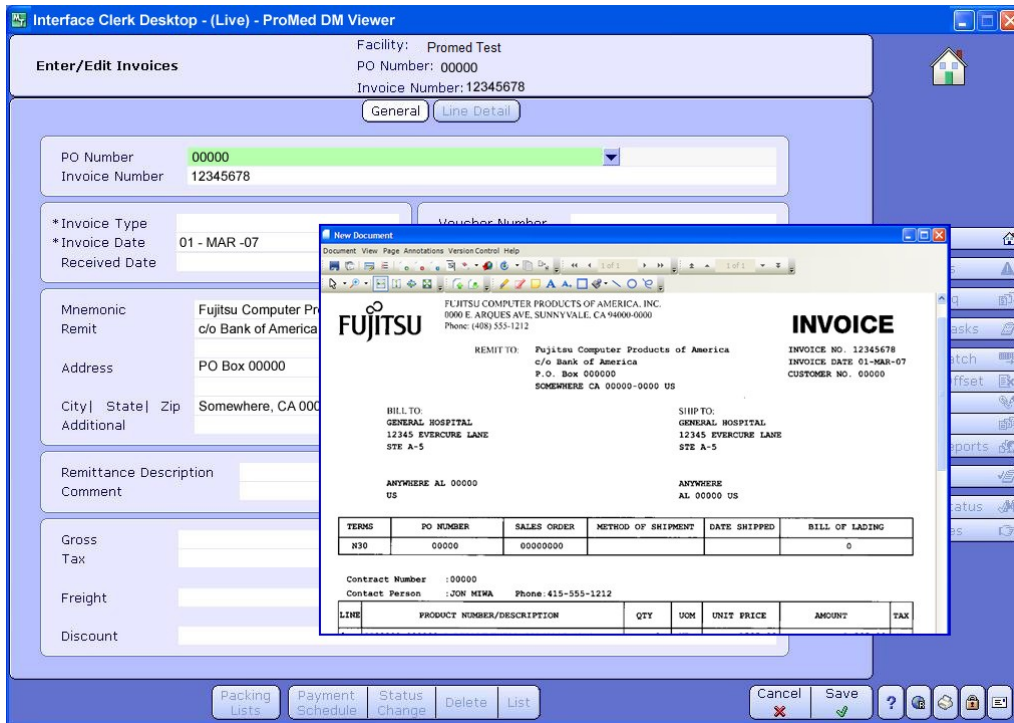 Interface Clerk Desktop - (Live) - ProMed DM Viewer
Enter/Edit Invoices
Facility: Promed Test
PO Number: 00000
Invoice Number: 12345678
General Line Detail
PO Number 00000
Invoice Number 12345678
*Invoice Type
*Invoice Date 01 - MAR -07
Received Date
Voucher Number
Mnemonic Fujitsu Computer
Remit c/o Bank of America
Address PO Box 00000
City| State| Zip Somewhere, CA 000
Additional
Remittance Description
Comment
Gross
Tax
Freight
Discount
New Document
Document View Page Annotations Version Control Help
1 of 1 1 of 1
FUJITSU
FUJITSU COMPUTER PRODUCTS OF AMERICA, INC.
0000 E. ARQUES AVE, SUNNYVALE, CA 94000-0000
Phone: (408) 555-1212
INVOICE
REMIT TO: Fujitsu Computer Products of America
c/o Bank of America
P.O. Box 000000
SOMEWHERE CA 00000-0000 US
INVOICE NO. 12345678
INVOICE DATE 01-MAR-07
CUSTOMER NO. 00000
BILL TO:
GENERAL HOSPITAL
12345 EVERCURE LANE
STE A-5
ANYWHERE AL 00000
US
SHIP TO:
GENERAL HOSPITAL
12345 EVERCURE LANE
STE A-5
ANYWHERE
AL 00000 US
TERMS PO NUMBER SALES ORDER METHOD OF SHIPMENT DATE SHIPPED BILL OF LADING
N30 00000 00000000 0
Contract Number :00000
Contact Person :JON MIWA Phone:415-555-1212
LINE PRODUCT NUMBER/DESCRIPTION QTY UOM UNIT PRICE AMOUNT TAX
Packing Lists
Payment Schedule
Status Change
Delete
List
Cancel
Save
?